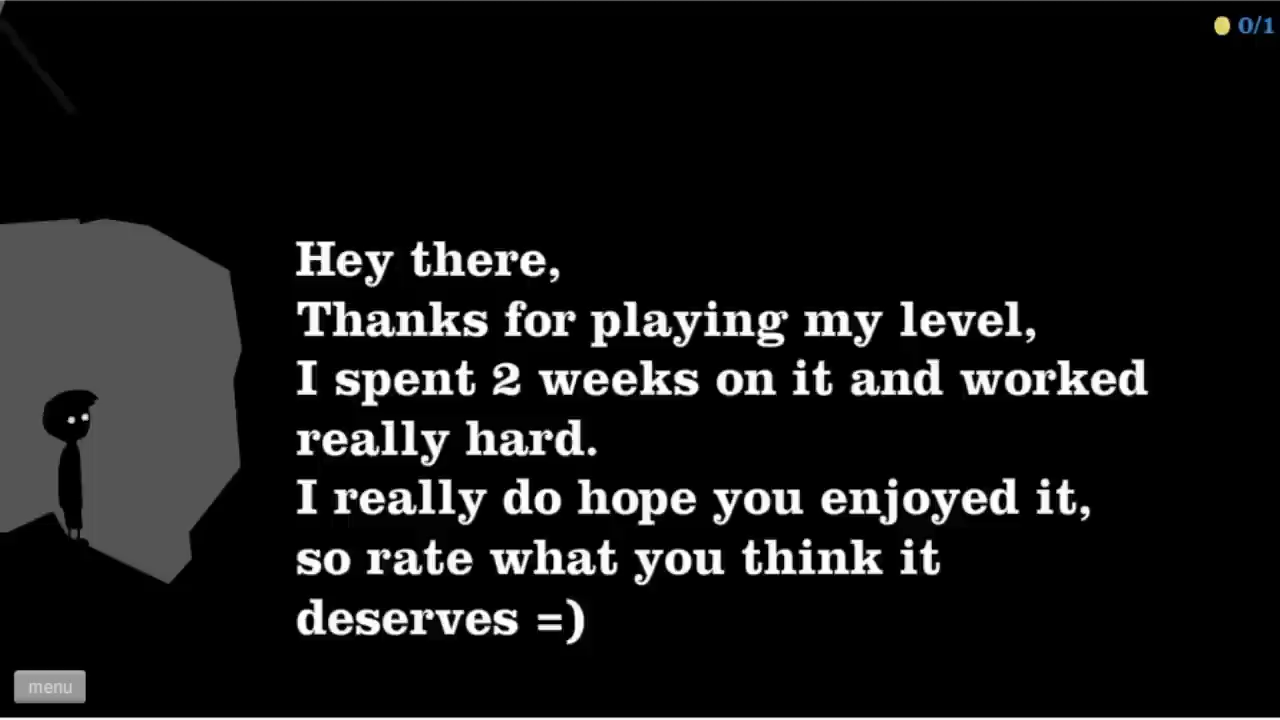 0/1
Hey there,
Thanks for playing my level,
I spent 2 weeks on it and worked
really hard.
I really do hope you enjoyed it,
so rate what you think it
deserves =)
menu